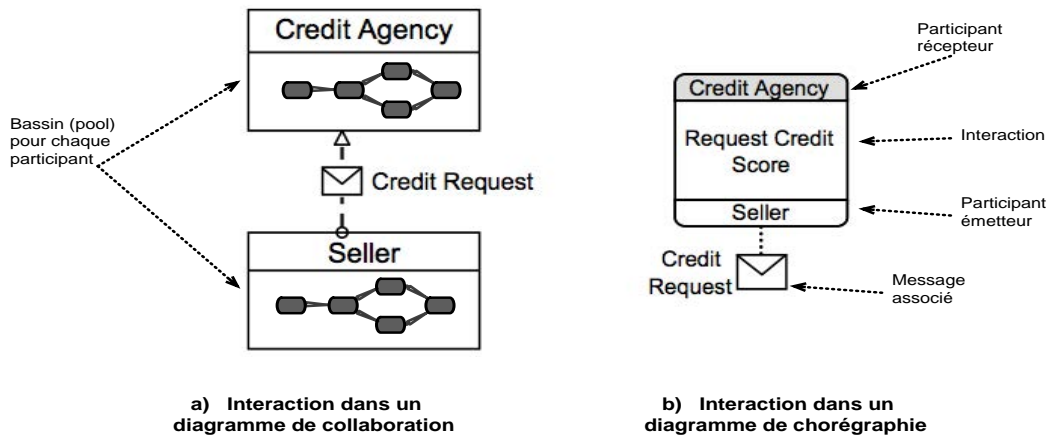 Credit Agency
Bassin (pool)
pour chaque
participant
Credit Request
Seller
a) Interaction dans un
diagramme de collaboration
Participant
récepteur
Credit Agency
Request Credit
Score
Interaction
Seller
Participant
émetteur
Credit
Request
Message
associé
b) Interaction dans un
diagramme de chorégraphie